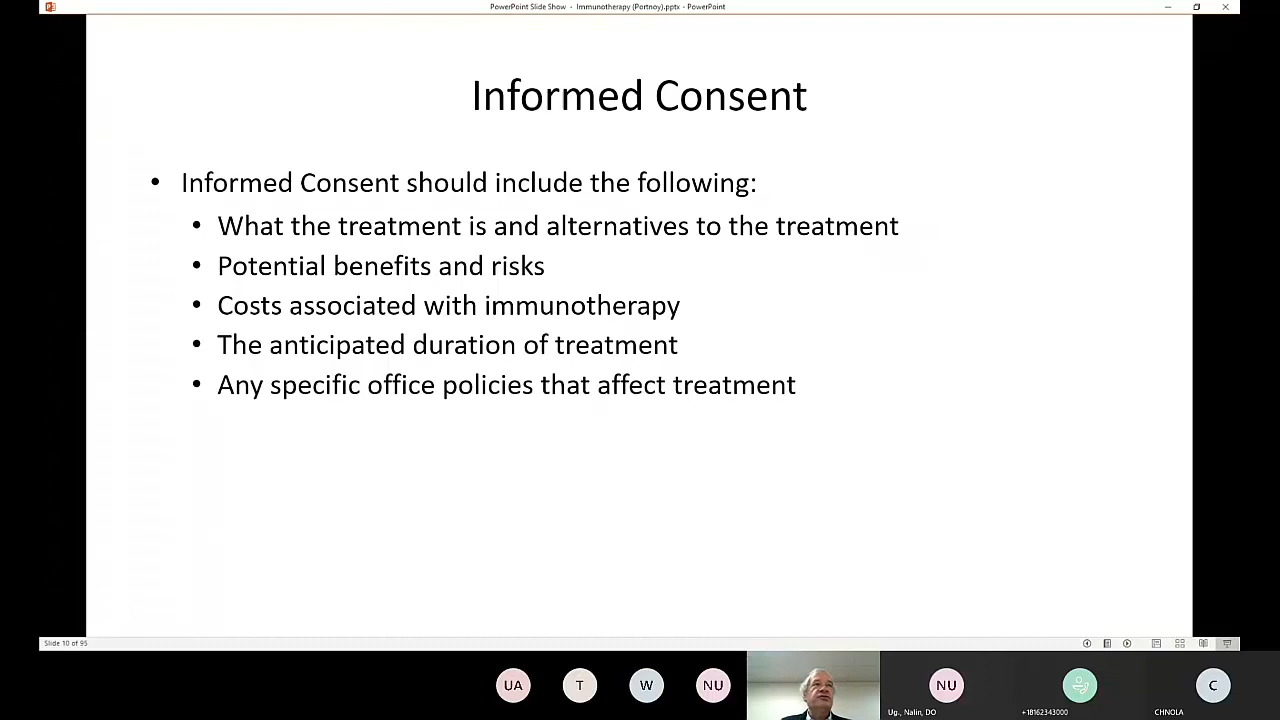 PowerPoint Slide Show - Immunotherapy (Portnoy).pptx - PowerPoint
Informed Consent
• Informed Consent should include the following:
• What the treatment is and alternatives to the treatment
• Potential benefits and risks
• Costs associated with immunotherapy
• The anticipated duration of treatment
• Any specific office policies that affect treatment
Slide 10 of 95
UA T W NU NU C
Ug., Nalin, DO +18162343000 CHNOLA